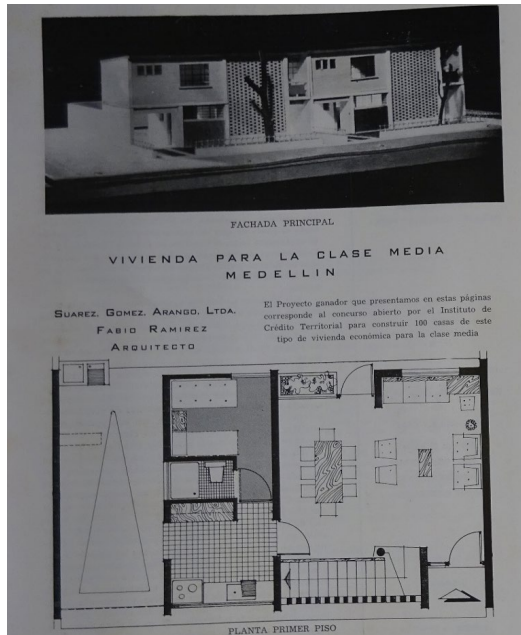 FACHADA PRINCIPAL
VIVIENDA PARA LA CLASE MEDIA
MEDELLIN
SUAREZ, GOMEZ, ARANGO, LTDA.
FABIO RAMIREZ
ARQUITECTO
El Proyecto ganador que presentamos en estas páginas
corresponde al concurso abierto por el Instituto de
Crédito Territorial para construir 100 casas de este
tipo de vivienda económica para la clase media
PLANTA PRIMER PISO